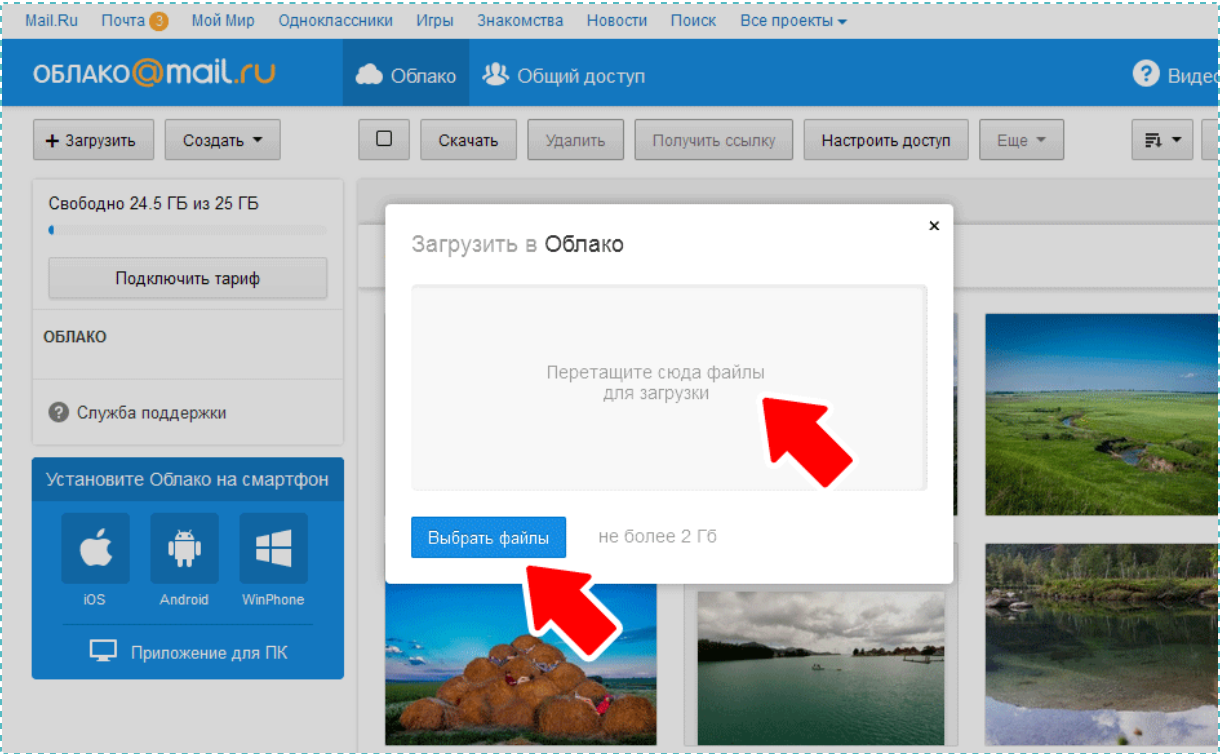 Mail.Ru Почта 3 Мой Мир Одноклассники Игры Знакомства Новости Поиск Все проекты
ОБЛАКО@mail.ru Облако Общий доступ ? Видео
+ Загрузить Создать Скачать Удалить Получить ссылку Настроить доступ Еще
Свободно 24.5 ГБ из 25 ГБ
Подключить тариф
ОБЛАКО
? Служба поддержки
Установите Облако на смартфон
iOS Android WinPhone
Приложение для ПК
Загрузить в Облако
Перетащите сюда файлы
для загрузки
Выбрать файлы не более 2 Гб